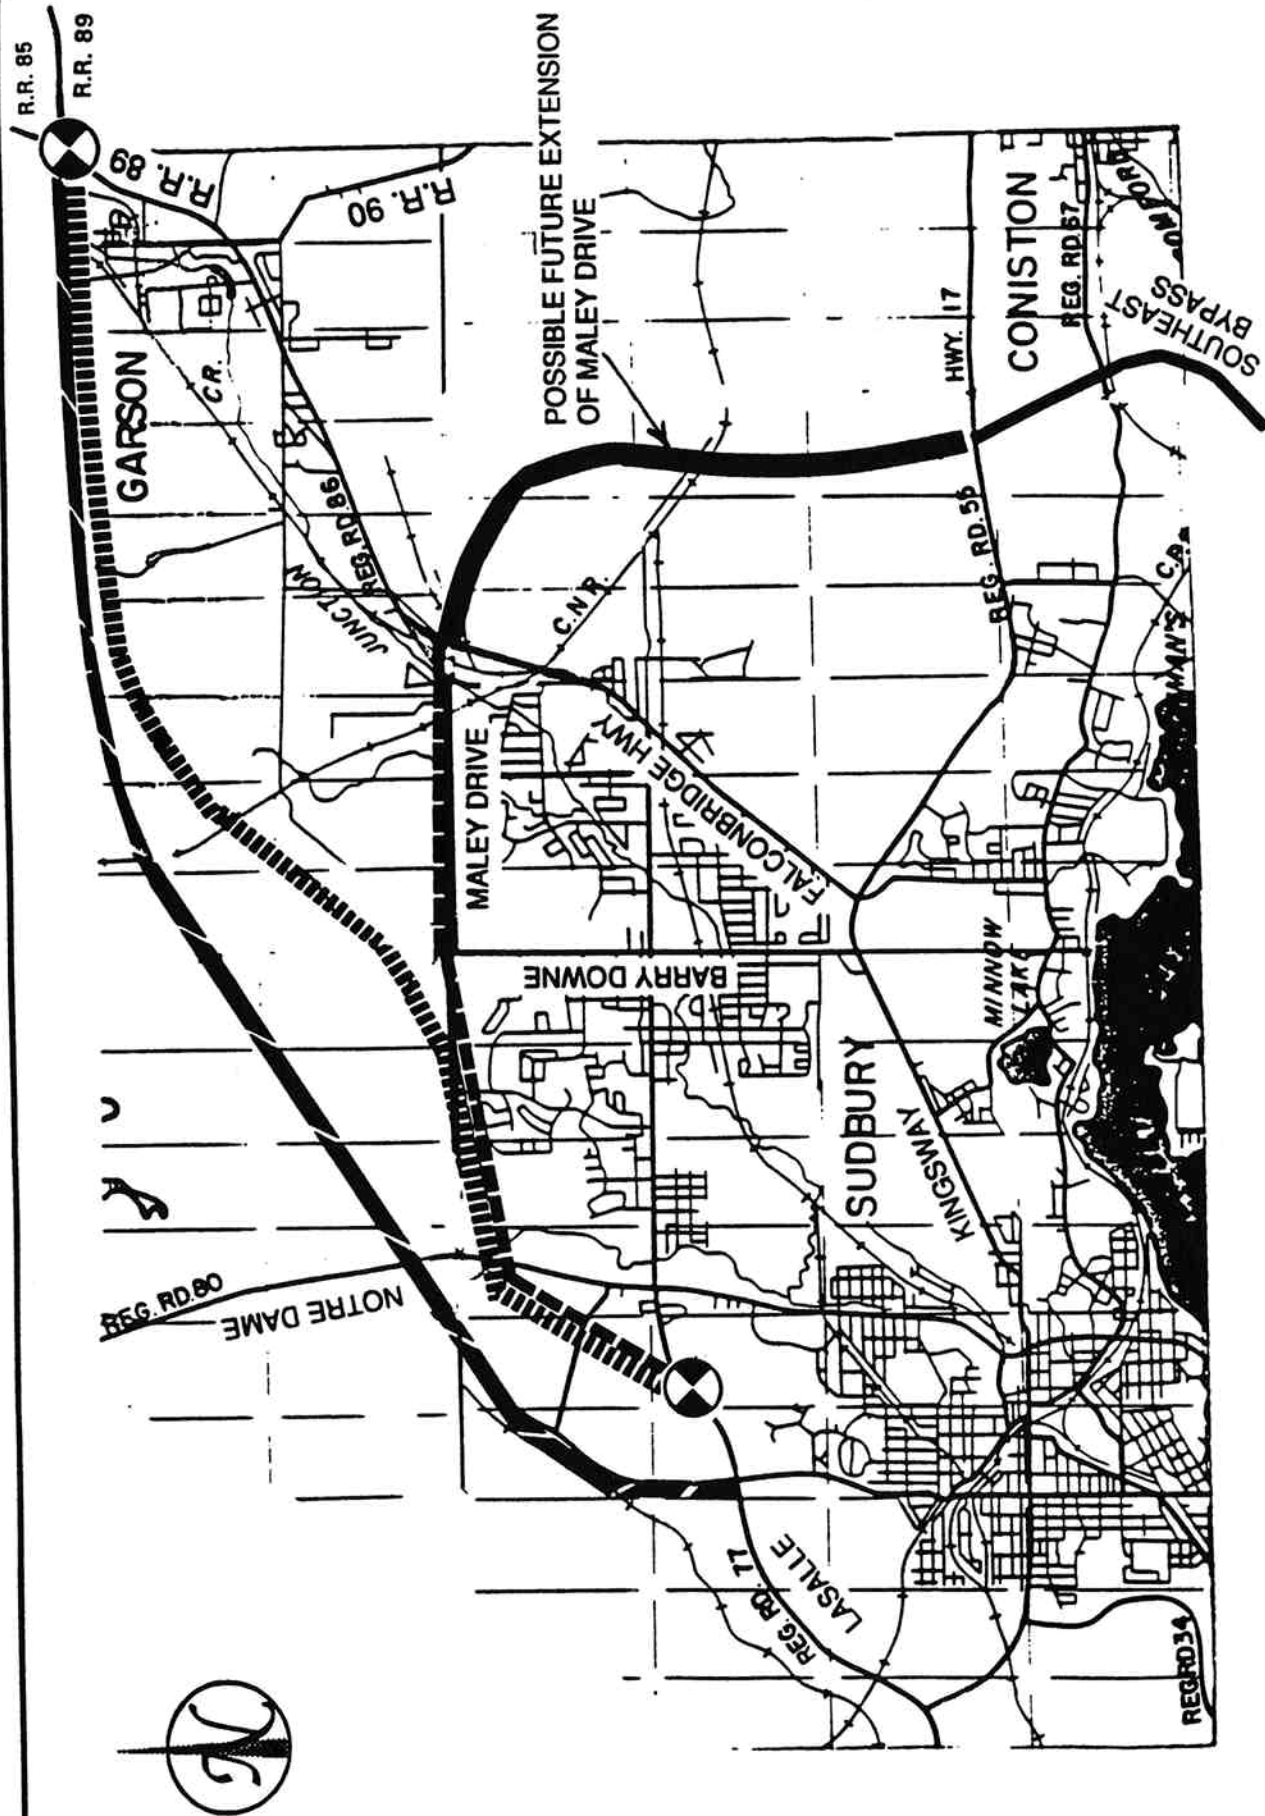 R.R. 85
R.R. 89
R.R. 89
R.R. 90
GARSON
CR.
POSSIBLE FUTURE EXTENSION
OF MALEY DRIVE
HWY. 17
CONISTON
REG. RD. 67
SOUTHEAST
BYPASS
REG. RD. 86
JUNCTION
C.N.R.
REG. RD. 55
MALEY DRIVE
FALCONBRIDGE HWY
BARRY DOWNE
MINNOW
LAKE
SUDBURY
KINGSWAY
REG. RD. 80
NOTRE DAME
REG. RD. 77
LASALLE
REG RD 34
N